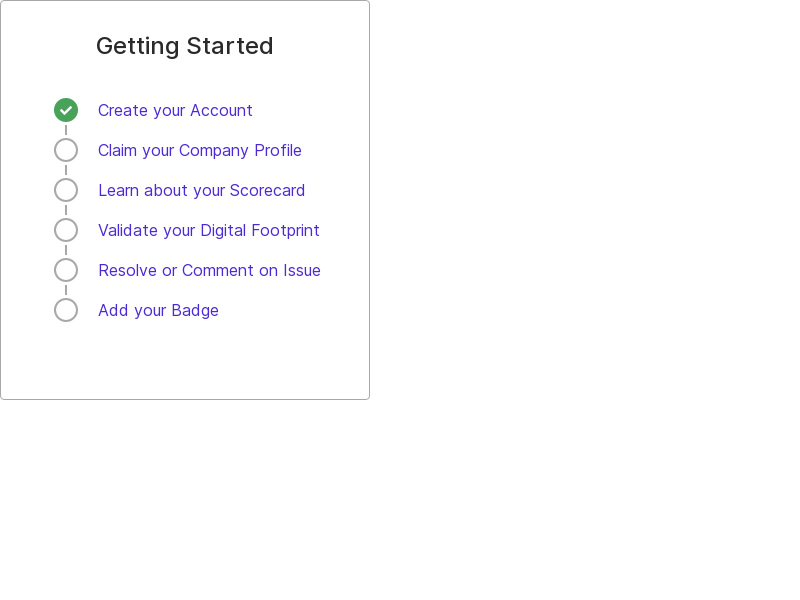 Getting Started
Create your Account
Claim your Company Profile
Learn about your Scorecard
Validate your Digital Footprint
Resolve or Comment on Issue
Add your Badge